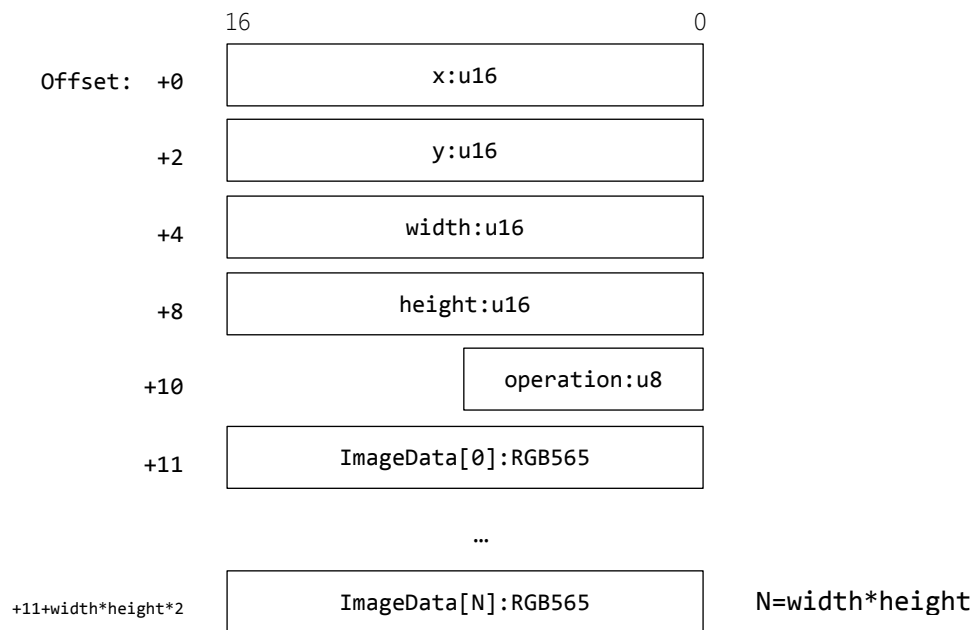 16 0
Offset: +0 x:u16
+2 y:u16
+4 width:u16
+8 height:u16
+10 operation:u8
+11 ImageData[0]:RGB565
…
+11+width*height*2 ImageData[N]:RGB565 N=width*height